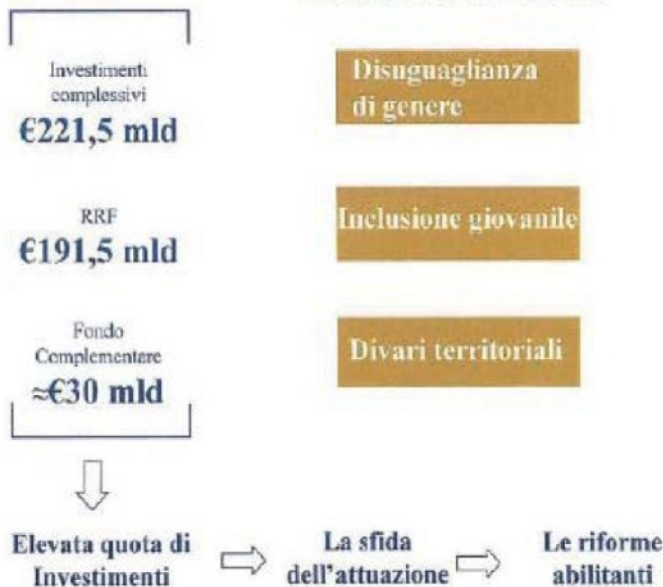 Investimenti
complessivi
€221,5 mld
RRF
€191,5 mld
Fondo
Complementare
≈€30 mld
Disuguaglianza
di genere
Inclusione giovanile
Divari territoriali
Elevata quota di
Investimenti
La sfida
dell'attuazione
Le riforme
abilitanti